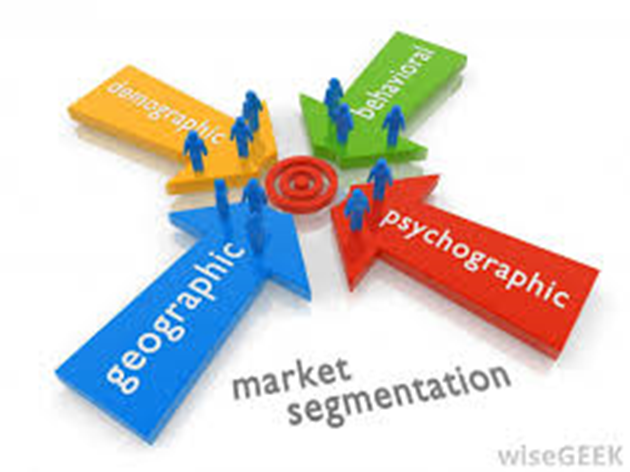 demographic
behavioral
geographic
psychographic
market
segmentation
wiseGEEK